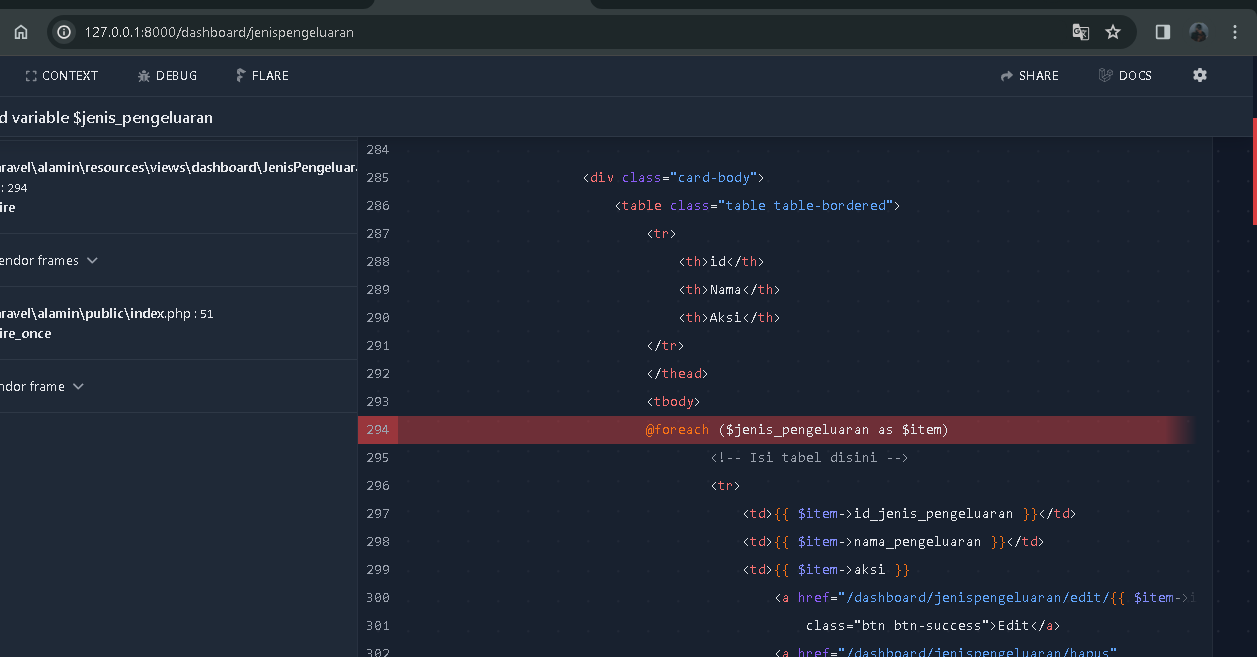 127.0.0.1:8000/dashboard/jenispengeluaran
CONTEXT DEBUG FLARE SHARE DOCS
d variable $jenis_pengeluaran
ravel\alamin\resources\views\dashboard\JenisPengeluar
: 294
ire
endor frames
ravel\alamin\public\index.php : 51
ire_once
ndor frame
284
285 <div class="card-body">
286 <table class="table table-bordered">
287 <tr>
288 <th>id</th>
289 <th>Nama</th>
290 <th>Aksi</th>
291 </tr>
292 </thead>
293 <tbody>
294 @foreach ($jenis_pengeluaran as $item)
295 <!-- Isi tabel disini -->
296 <tr>
297 <td>{{ $item->id_jenis_pengeluaran }}</td>
298 <td>{{ $item->nama_pengeluaran }}</td>
299 <td>{{ $item->aksi }}
300 <a href="/dashboard/jenispengeluaran/edit/{{ $item->i
301 class="btn btn-success">Edit</a>
302 <a href="/dashboard/jenispengeluaran/hapus"